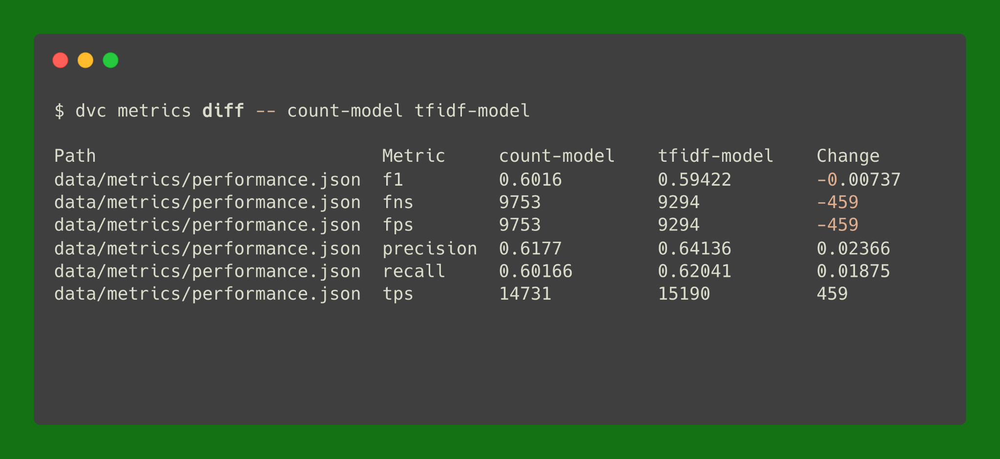 $ dvc metrics diff -- count-model tfidf-model
Path Metric count-model tfidf-model Change
data/metrics/performance.json f1 0.6016 0.59422 -0.00737
data/metrics/performance.json fns 9753 9294 -459
data/metrics/performance.json fps 9753 9294 -459
data/metrics/performance.json precision 0.6177 0.64136 0.02366
data/metrics/performance.json recall 0.60166 0.62041 0.01875
data/metrics/performance.json tps 14731 15190 459